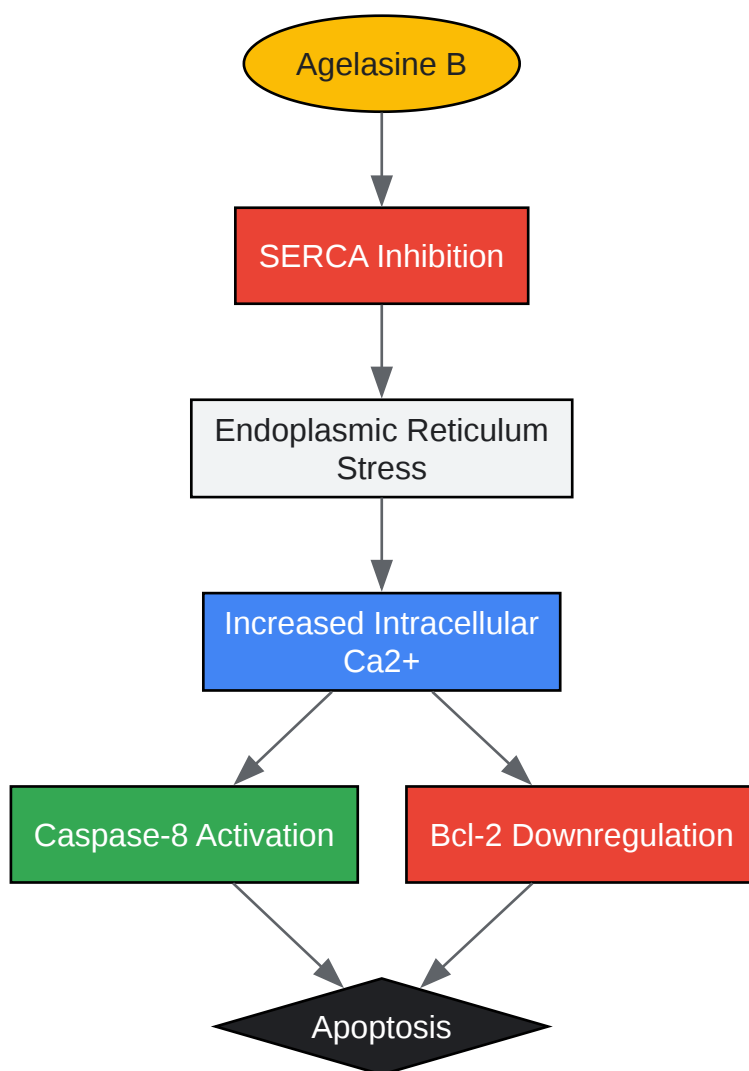 Agelasine B
SERCA Inhibition
Endoplasmic Reticulum
Stress
Increased Intracellular
Ca2+
Caspase-8 Activation
Bcl-2 Downregulation
Apoptosis